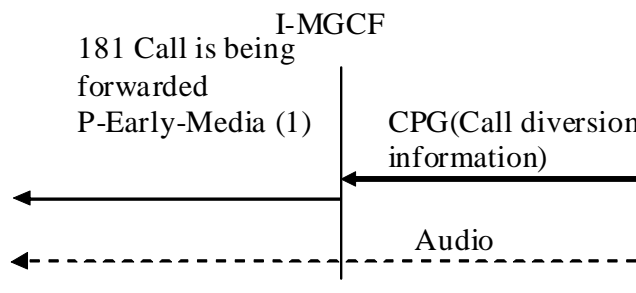 I-MGCF
181 Call is being
forwarded
P-Early-Media (1)
CPG(Call diversion
information)
Audio